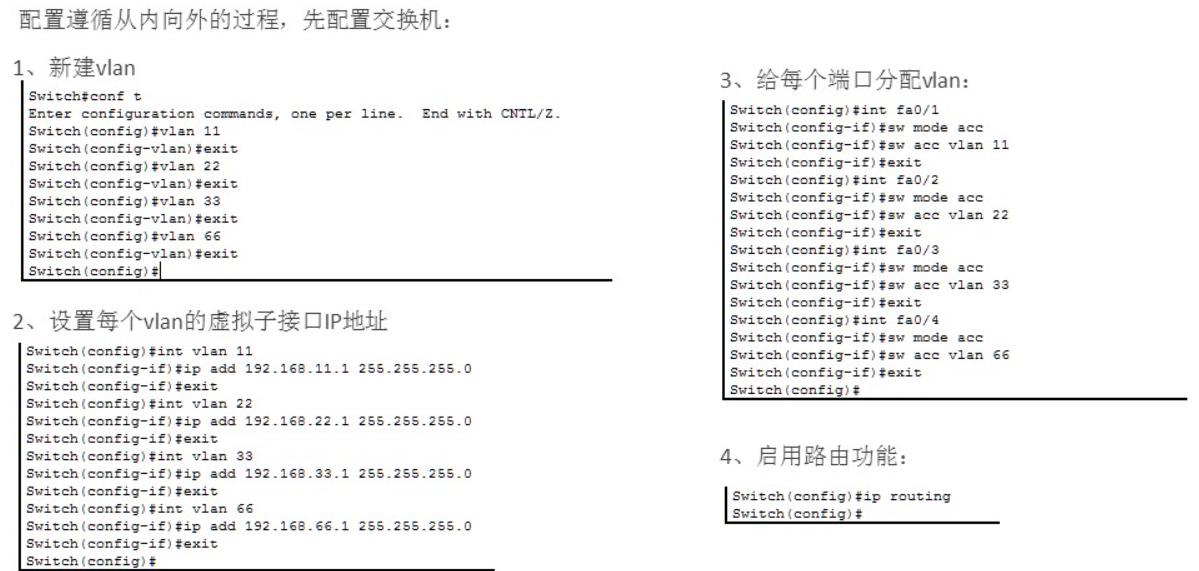 配置遵循从内向外的过程，先配置交换机：
1、新建vlan
Switch#conf t
Enter configuration commands, one per line.  End with CNTL/Z.
Switch(config)#vlan 11
Switch(config-vlan)#exit
Switch(config)#vlan 22
Switch(config-vlan)#exit
Switch(config)#vlan 33
Switch(config-vlan)#exit
Switch(config)#vlan 66
Switch(config-vlan)#exit
Switch(config)#
2、设置每个vlan的虚拟子接口IP地址
Switch(config)#int vlan 11
Switch(config-if)#ip add 192.168.11.1 255.255.255.0
Switch(config-if)#exit
Switch(config)#int vlan 22
Switch(config-if)#ip add 192.168.22.1 255.255.255.0
Switch(config-if)#exit
Switch(config)#int vlan 33
Switch(config-if)#ip add 192.168.33.1 255.255.255.0
Switch(config-if)#exit
Switch(config)#int vlan 66
Switch(config-if)#ip add 192.168.66.1 255.255.255.0
Switch(config-if)#exit
Switch(config)#
3、给每个端口分配vlan：
Switch(config)#int fa0/1
Switch(config-if)#sw mode acc
Switch(config-if)#sw acc vlan 11
Switch(config-if)#exit
Switch(config)#int fa0/2
Switch(config-if)#sw mode acc
Switch(config-if)#sw acc vlan 22
Switch(config-if)#exit
Switch(config)#int fa0/3
Switch(config-if)#sw mode acc
Switch(config-if)#sw acc vlan 33
Switch(config-if)#exit
Switch(config)#int fa0/4
Switch(config-if)#sw mode acc
Switch(config-if)#sw acc vlan 66
Switch(config-if)#exit
Switch(config)#
4、启用路由功能：
Switch(config)#ip routing
Switch(config)#